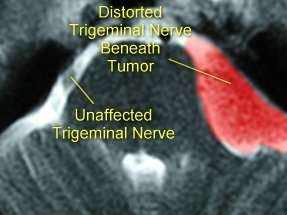 Distorted
Trigeminal Nerve
Beneath
Tumor
Unaffected
Trigeminal Nerve